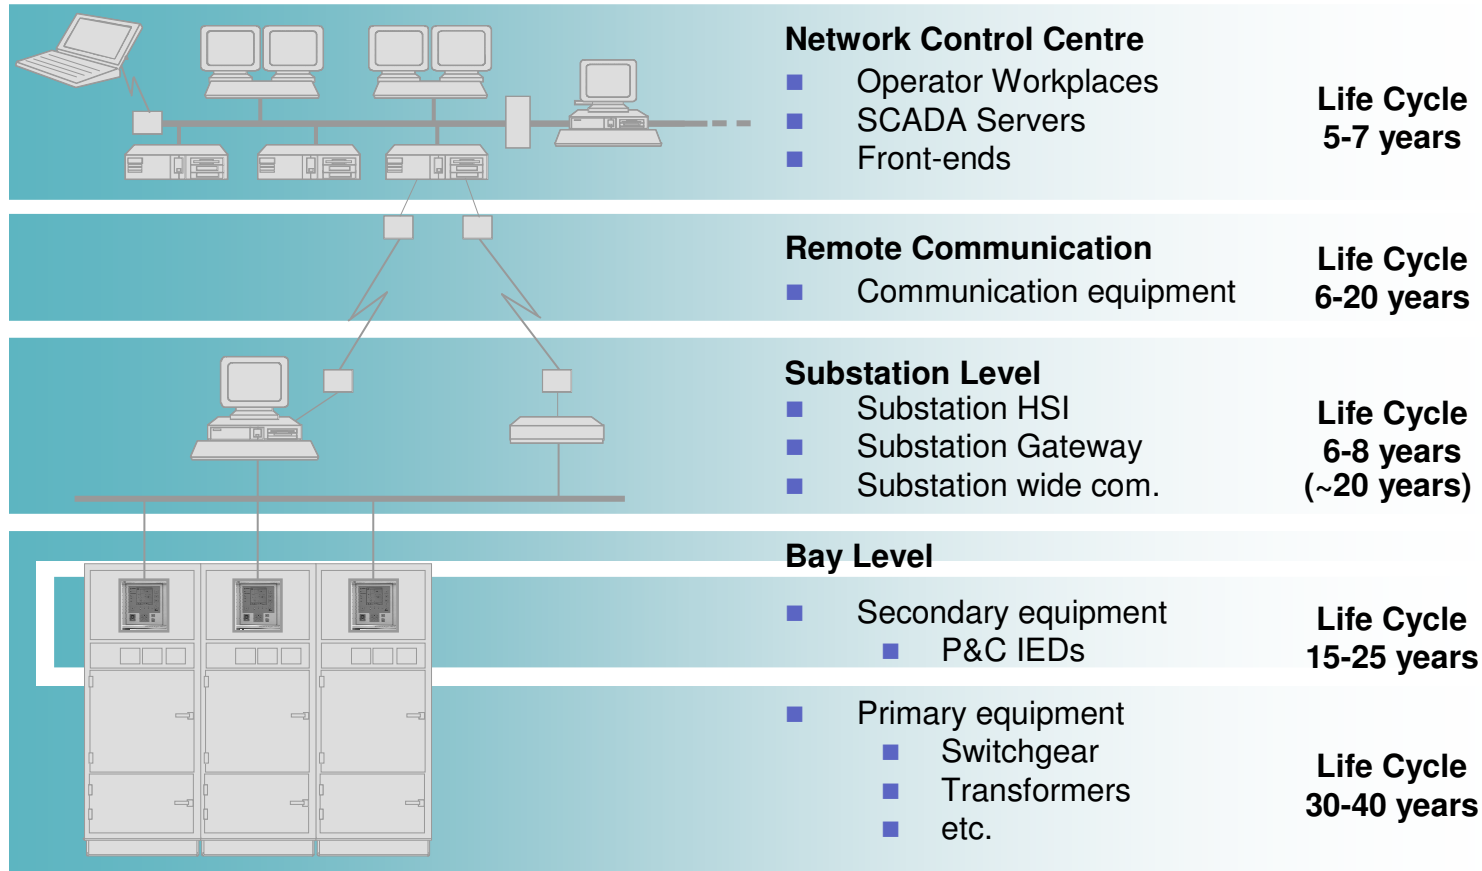 Network Control Centre
Operator Workplaces
SCADA Servers
Front-ends
Life Cycle
5-7 years
Remote Communication
Communication equipment
Life Cycle
6-20 years
Substation Level
Substation HSI
Substation Gateway
Substation wide com.
Life Cycle
6-8 years
(~20 years)
Bay Level
Secondary equipment
P&C IEDs
Life Cycle
15-25 years
Primary equipment
Switchgear
Transformers
etc.
Life Cycle
30-40 years